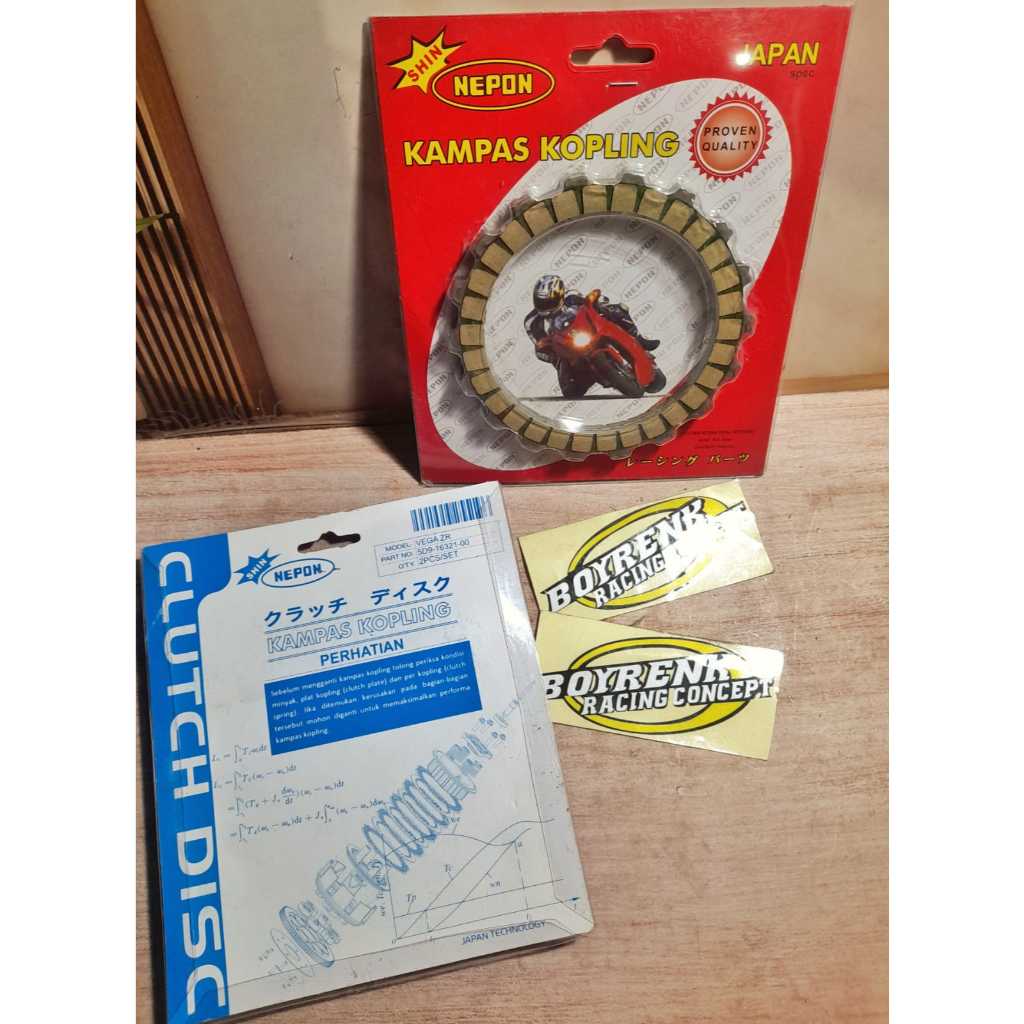 SHIN
NEPON
JAPAN
spec
KAMPAS KOPLING
PROVEN
QUALITY
NEPON
NEPON
NEPON
レーシング パーツ
CLUTCH DISC
SHIN
NEPON
MODEL: VEGA ZR
PART NO: 5D9-16321-00
QTY: 2PCS/SET
クラッチ ディスク
KAMPAS KOPLING
PERHATIAN
Sebelum mengganti kampas kopling tolong periksa kondisi
minyak, plat kopling (clutch plate) dan per kopling (clutch
spring). Jika ditemukan kerusakan pada bagian-bagian
tersebut mohon diganti untuk memaksimalkan performa
kampas kopling.
JAPAN TECHNOLOGY
BOYRENK
RACING
BOYRENK
RACING CONCEPT